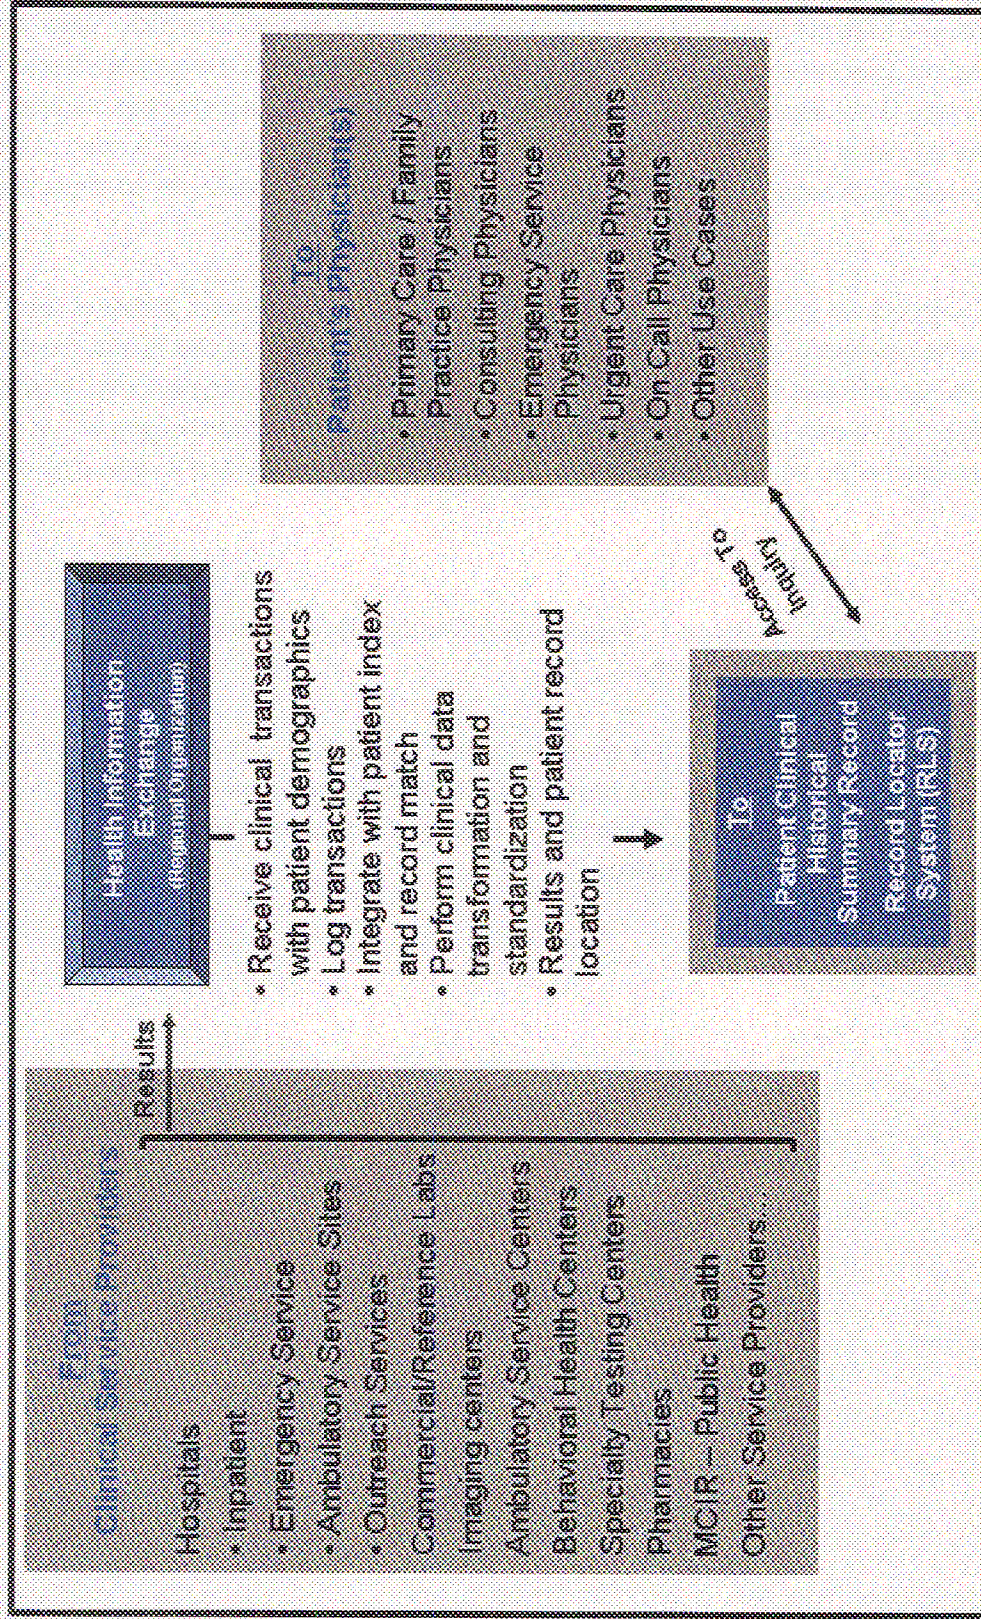 From
Clinical Service Providers
Hospitals
• Inpatient
• Emergency Service
• Ambulatory Service Sites
• Outreach Services
Commercial/Reference Labs
Imaging centers
Ambulatory Service Centers
Behavioral Health Centers
Specialty Testing Centers
Pharmacies
MCIR – Public Health
Other Service Providers....
Results
Health Information
Exchange
(Regional Organization)
• Receive clinical transactions
with patient demographics
• Log transactions
• Integrate with patient index
and record match
• Perform clinical data
transformation and
standardization
• Results and patient record
location
To
Patient Clinical
Historical
Summary Record
Record Locator
System (RLS)
Access To
Inquiry
To
Patient's Physician(s)
• Primary Care / Family
Practice Physicians
• Consulting Physicians
• Emergency Service
Physicians
• Urgent Care Physicians
• On Call Physicians
• Other Use Cases